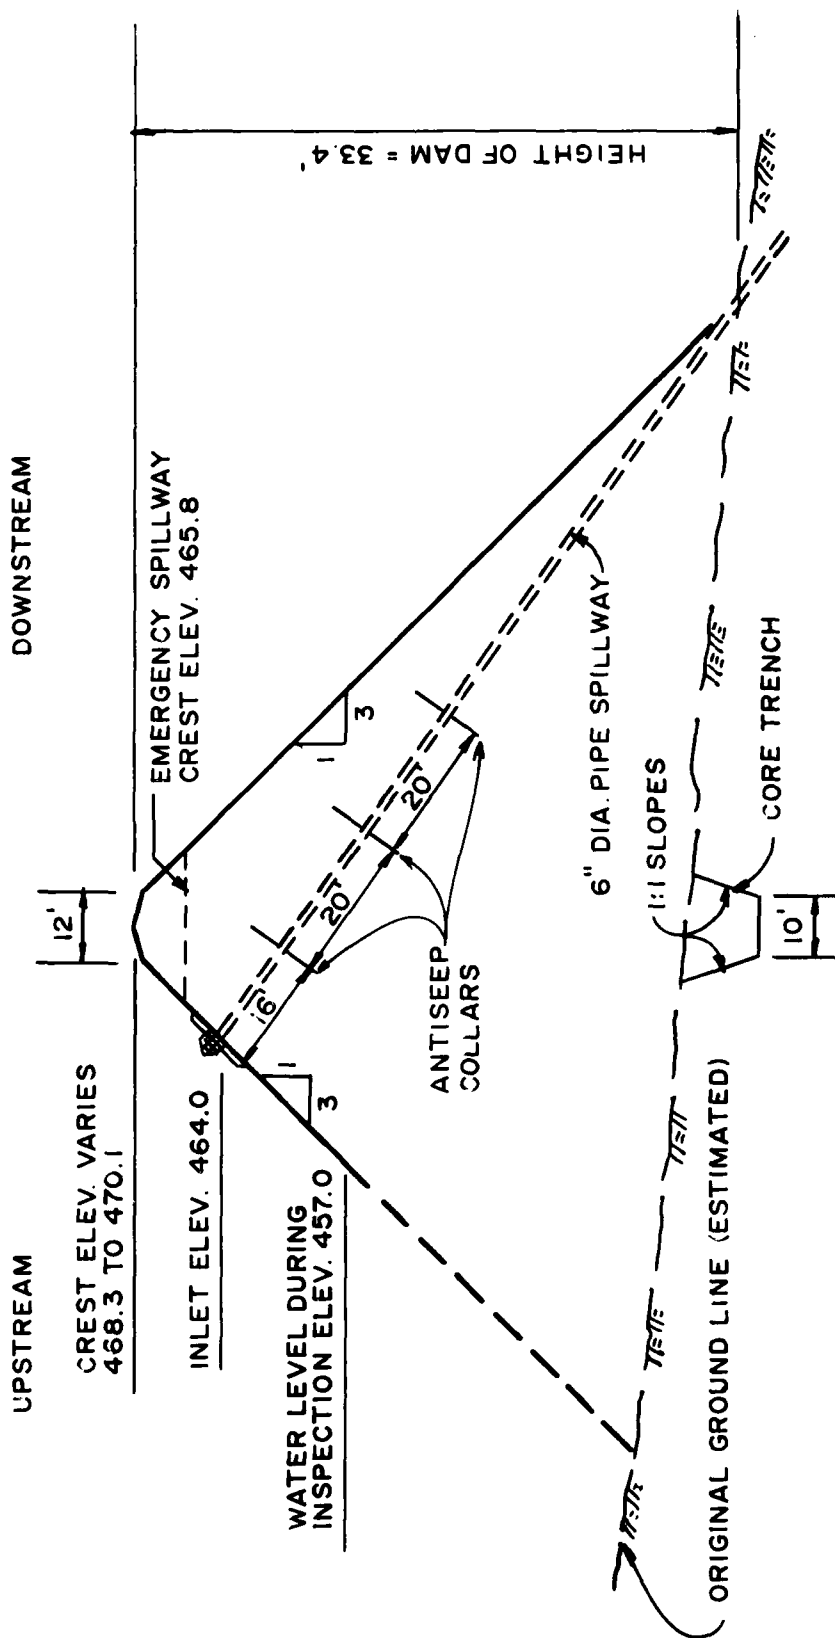 UPSTREAM
DOWNSTREAM
CREST ELEV. VARIES
468.3 TO 470.1
12'
EMERGENCY SPILLWAY
CREST ELEV. 465.8
INLET ELEV. 464.0
WATER LEVEL DURING
INSPECTION ELEV. 457.0
1
3
1
3
16'
20'
20'
ANTISEEP
COLLARS
HEIGHT OF DAM = 33.4'
6" DIA. PIPE SPILLWAY
1:1 SLOPES
CORE TRENCH
10'
ORIGINAL GROUND LINE (ESTIMATED)